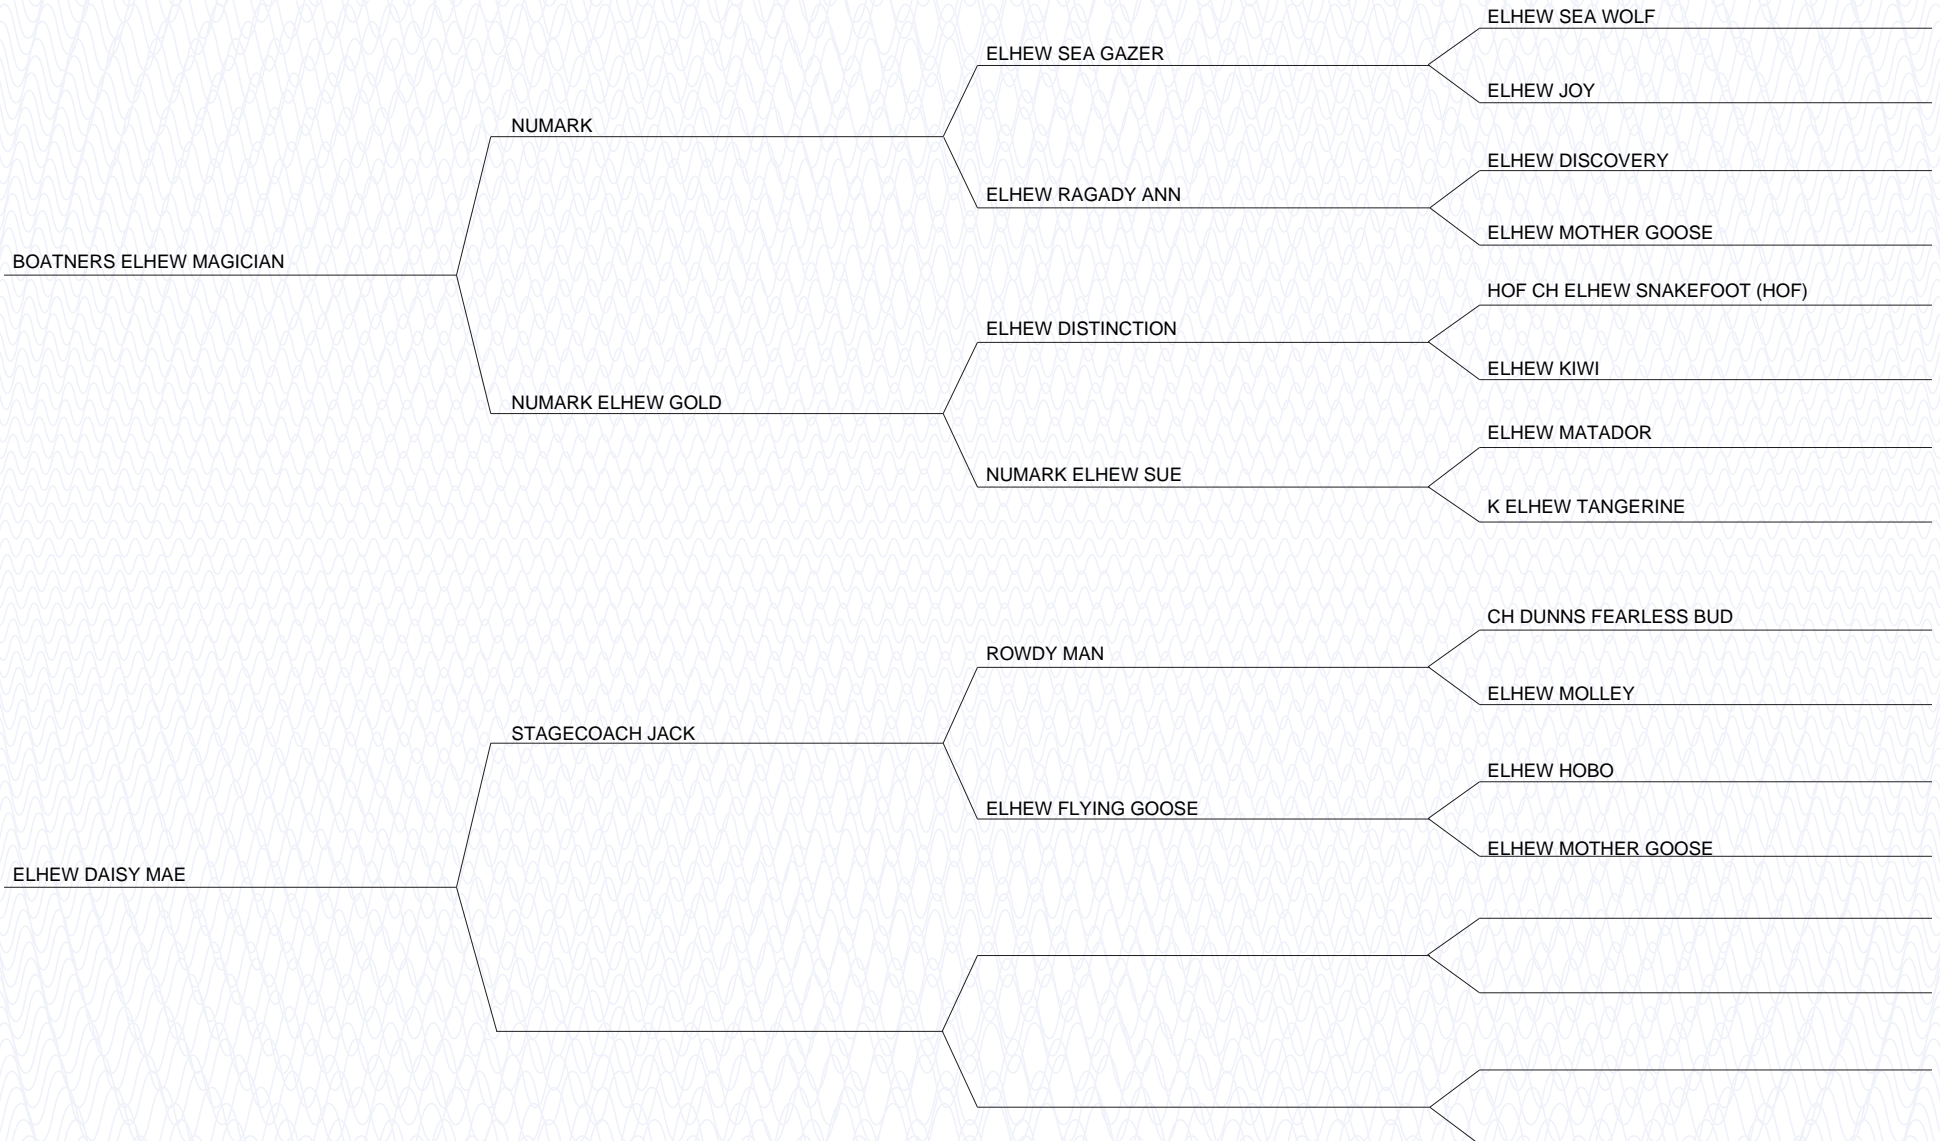 ELHEW SEA WOLF
ELHEW SEA GAZER
ELHEW JOY
NUMARK
ELHEW DISCOVERY
ELHEW RAGADY ANN
ELHEW MOTHER GOOSE
BOATNERS ELHEW MAGICIAN
HOF CH ELHEW SNAKEFOOT (HOF)
ELHEW DISTINCTION
ELHEW KIWI
NUMARK ELHEW GOLD
ELHEW MATADOR
NUMARK ELHEW SUE
K ELHEW TANGERINE
CH DUNNS FEARLESS BUD
ROWDY MAN
ELHEW MOLLEY
STAGECOACH JACK
ELHEW HOBO
ELHEW FLYING GOOSE
ELHEW MOTHER GOOSE
ELHEW DAISY MAE